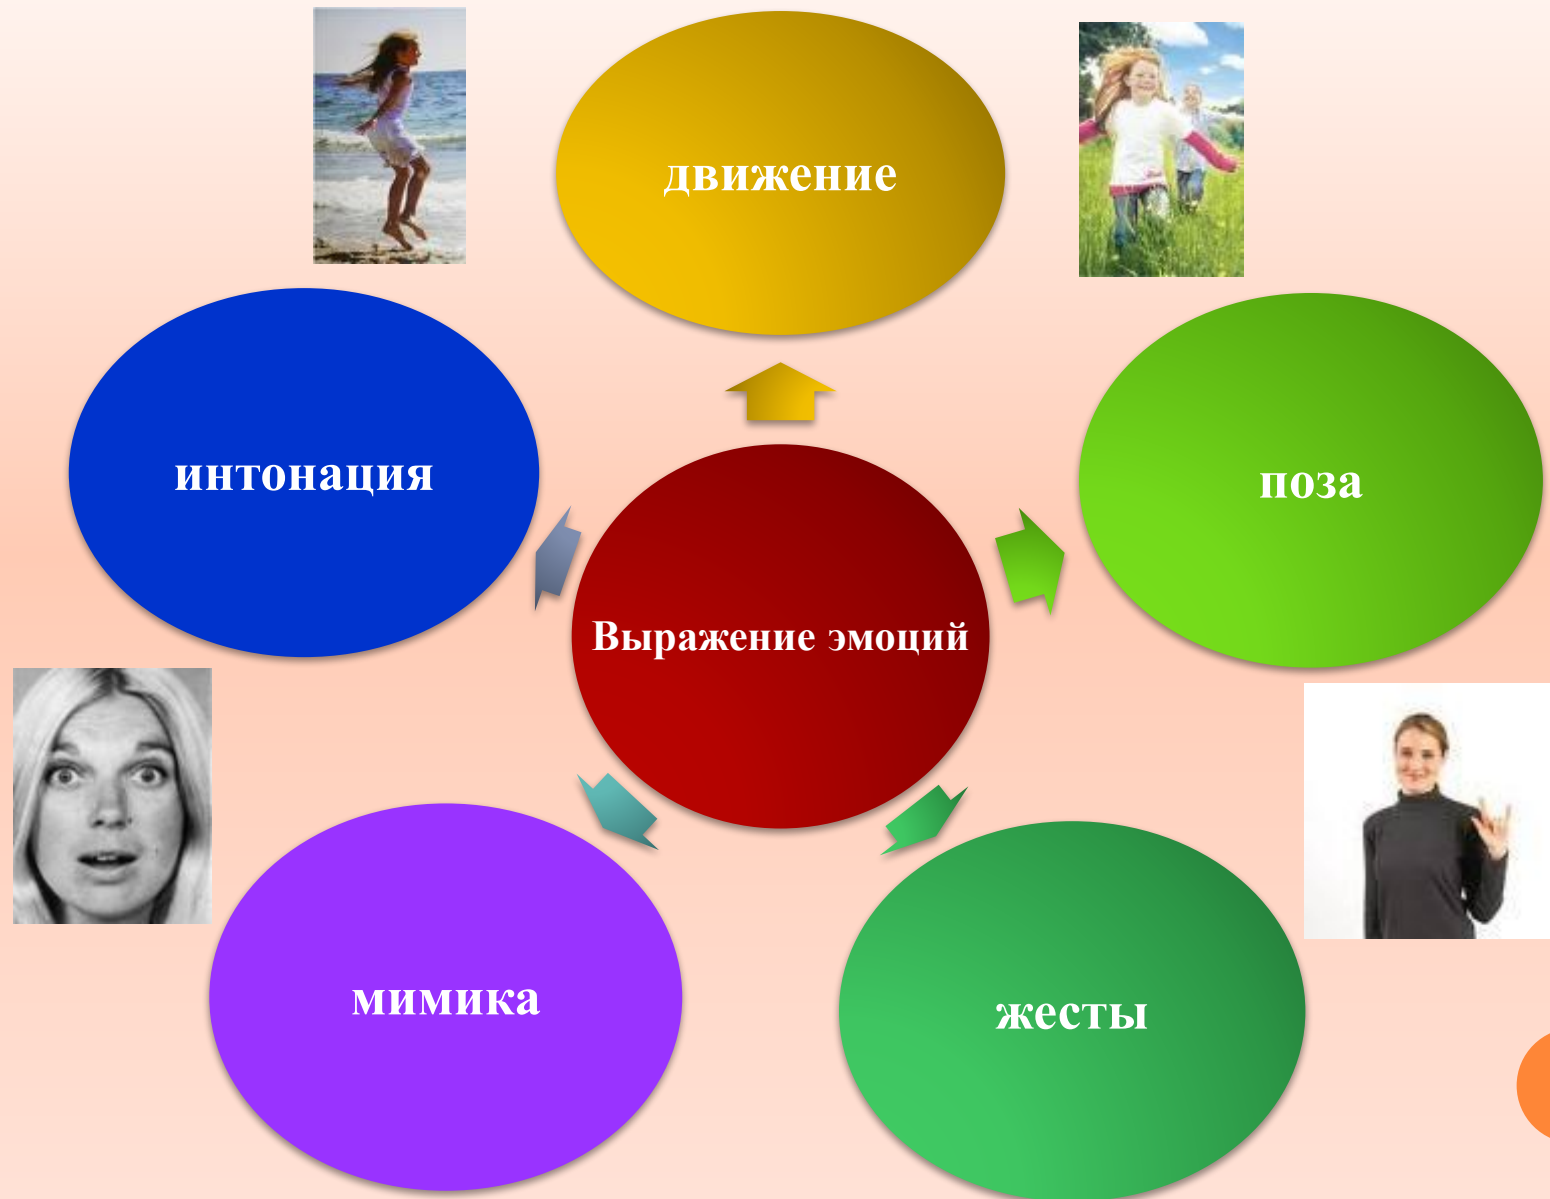 движение
интонация
поза
Выражение эмоций
мимика
жесты